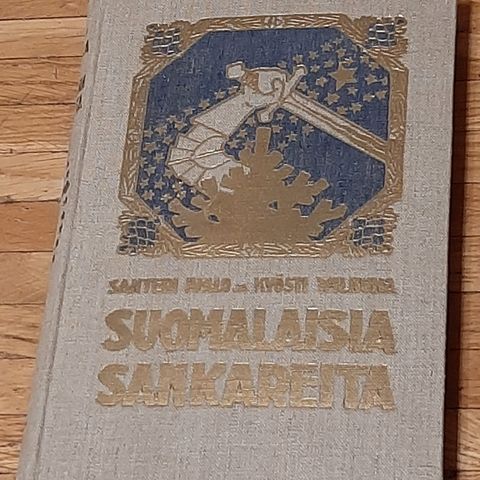 SANTERI IVALO JA KYÖSTI WILKUNA
SUOMALAISIA
SANKAREITA